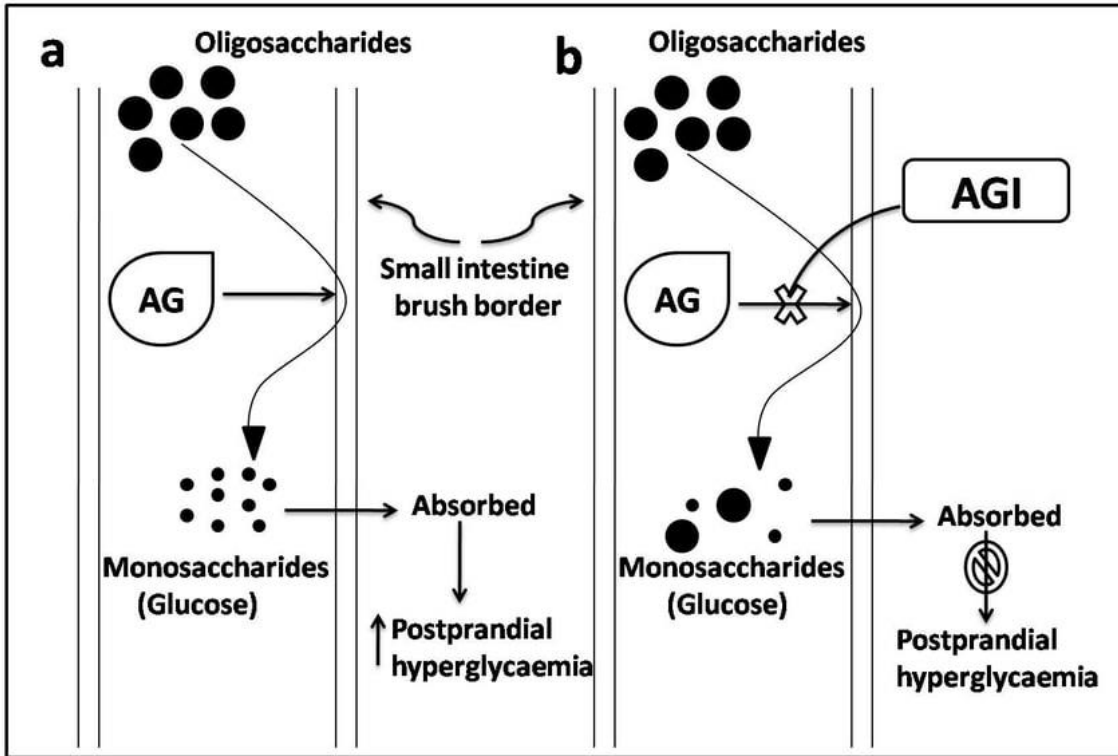 a
Oligosaccharides
AG
Small intestine
brush border
Monosaccharides
(Glucose)
Absorbed
Postprandial
hyperglycaemia
b
Oligosaccharides
AGI
AG
Monosaccharides
(Glucose)
Absorbed
Postprandial
hyperglycaemia